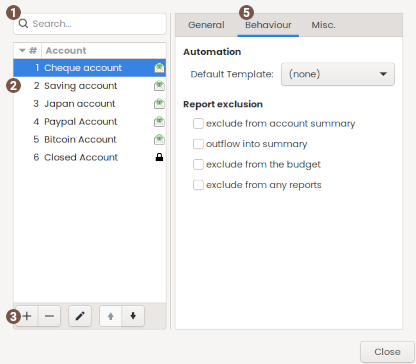 1
Search...
# Account
1 Cheque account
2
2 Saving account
3 Japan account
4 Paypal Account
5 Bitcoin Account
6 Closed Account
3
5
General Behaviour Misc.
Automation
Default Template: (none)
Report exclusion
exclude from account summary
outflow into summary
exclude from the budget
exclude from any reports
Close